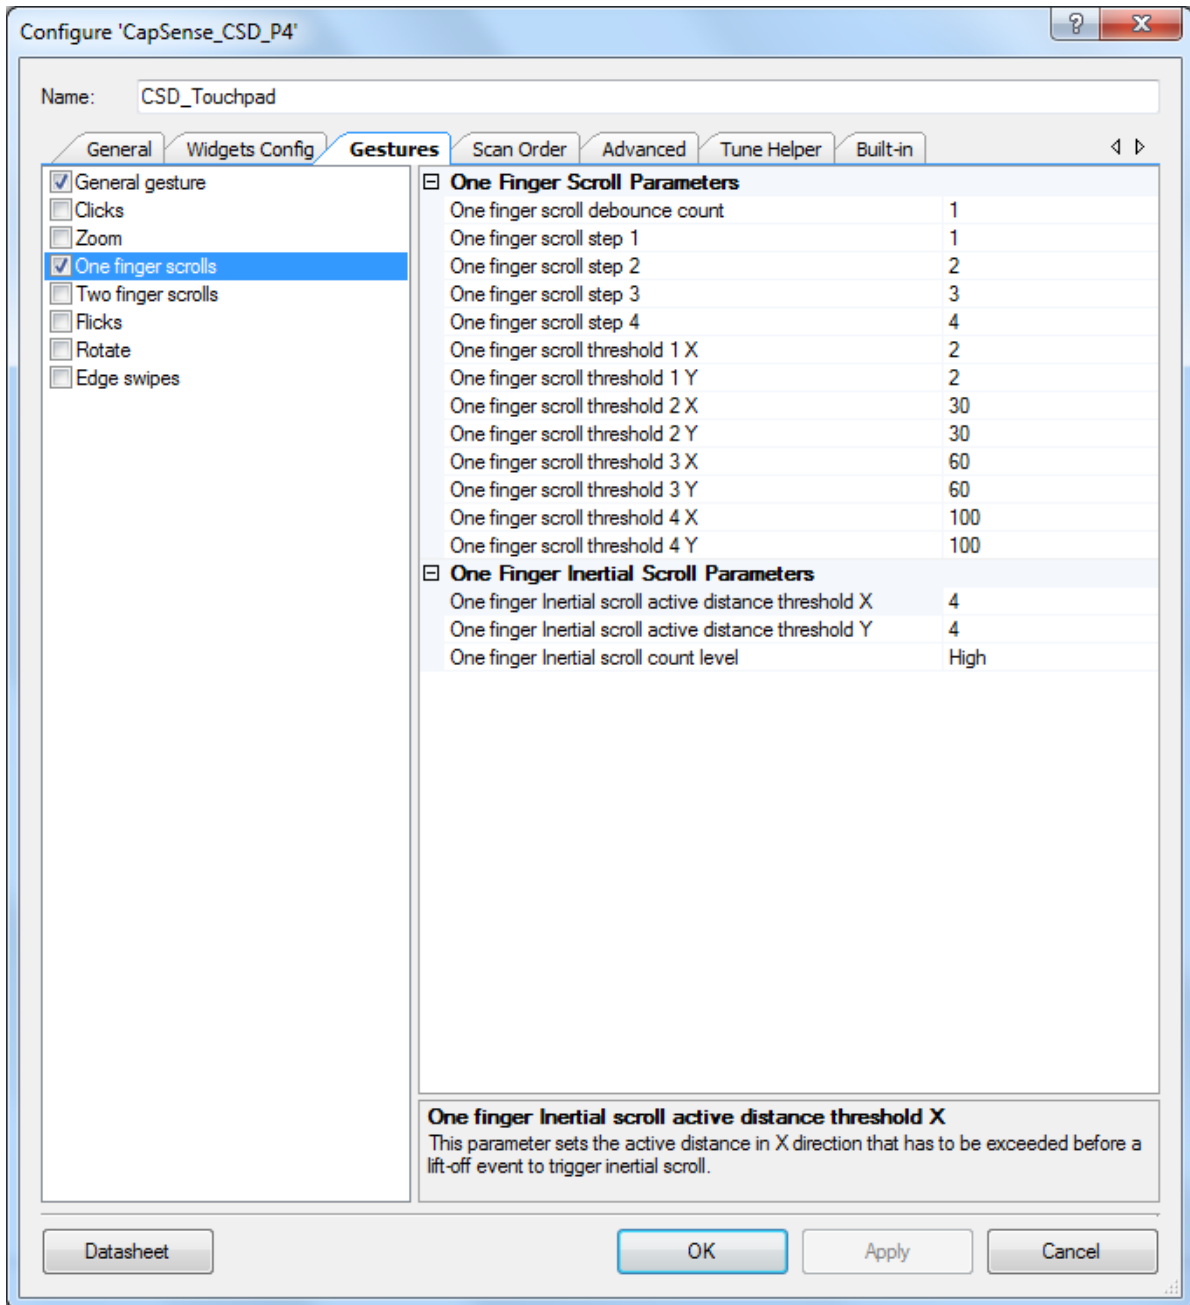 Configure 'CapSense_CSD_P4'
Name: CSD_Touchpad
General Widgets Config Gestures Scan Order Advanced Tune Helper Built-in
General gesture
Clicks
Zoom
One finger scrolls
Two finger scrolls
Flicks
Rotate
Edge swipes
One Finger Scroll Parameters
One finger scroll debounce count 1
One finger scroll step 1 1
One finger scroll step 2 2
One finger scroll step 3 3
One finger scroll step 4 4
One finger scroll threshold 1 X 2
One finger scroll threshold 1 Y 2
One finger scroll threshold 2 X 30
One finger scroll threshold 2 Y 30
One finger scroll threshold 3 X 60
One finger scroll threshold 3 Y 60
One finger scroll threshold 4 X 100
One finger scroll threshold 4 Y 100
One Finger Inertial Scroll Parameters
One finger Inertial scroll active distance threshold X 4
One finger Inertial scroll active distance threshold Y 4
One finger Inertial scroll count level High
One finger Inertial scroll active distance threshold X
This parameter sets the active distance in X direction that has to be exceeded before a
lift-off event to trigger inertial scroll.
Datasheet OK Apply Cancel